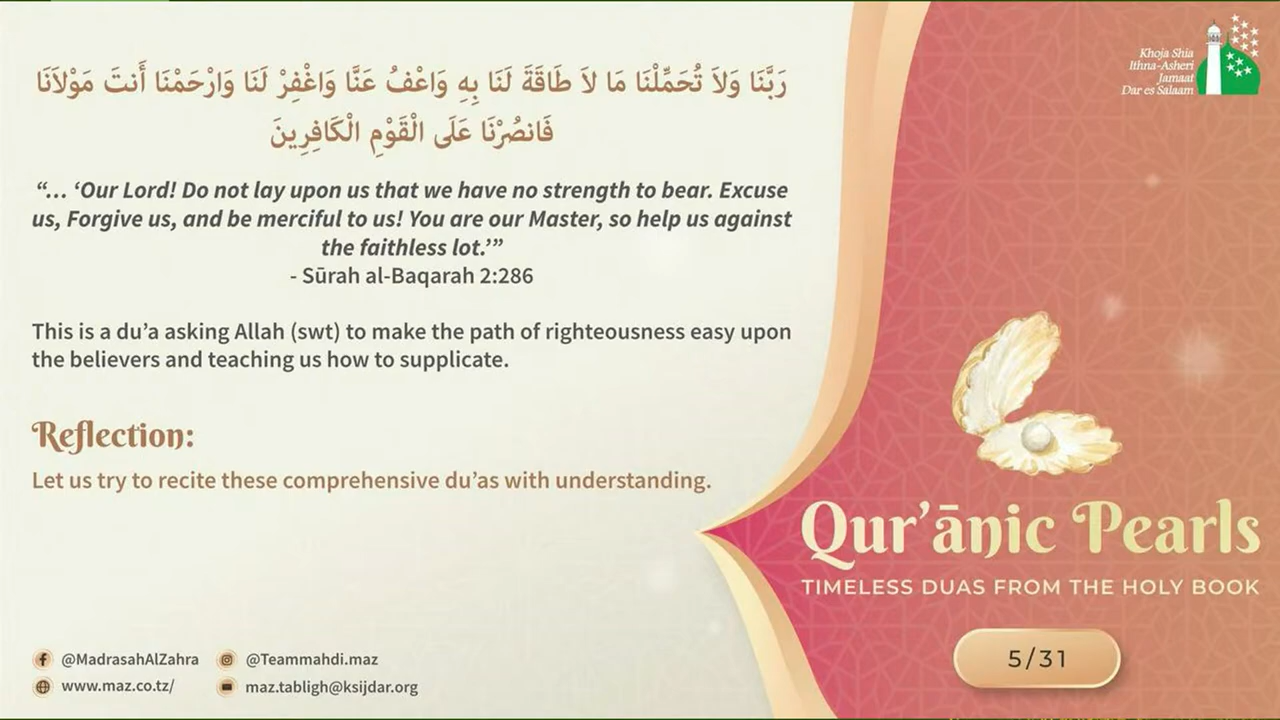 رَبَّنَا وَلاَ تُحَمِّلْنَا مَا لاَ طَاقَةَ لَنَا بِهِ وَاعْفُ عَنَّا وَاغْفِرْ لَنَا وَارْحَمْنَا أَنتَ مَوْلاَنَا
فَانصُرْنَا عَلَى الْقَوْمِ الْكَافِرِينَ
“… ‘Our Lord! Do not lay upon us that we have no strength to bear. Excuse
us, Forgive us, and be merciful to us! You are our Master, so help us against
the faithless lot.’”
- Sūrah al-Baqarah 2:286
This is a du’a asking Allah (swt) to make the path of righteousness easy upon
the believers and teaching us how to supplicate.
Reflection:
Let us try to recite these comprehensive du’as with understanding.
@MadrasahAlZahra
@Teammahdi.maz
www.maz.co.tz/
maz.tabligh@ksijdar.org
Khoja Shia
Ithna-Asheri
Jamaat
Dar es Salaam
Qur’ānic Pearls
TIMELESS DUAS FROM THE HOLY BOOK
5/31